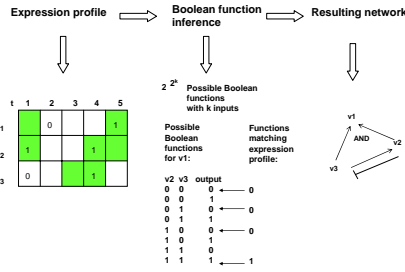 Expression profile
Boolean function
inference
Resulting network
2 2^k Possible Boolean
functions
with k inputs
t 1 2 3 4 5
1 0 1
2 1 1
3 0 1
Possible
Boolean
functions
for v1:
Functions
matching
expression
profile:
v2 v3 output
0 0 0 0
0 0 1
0 1 0 0
0 1 1
1 0 0 0
1 0 1
1 1 0
1 1 1 1
v1
AND
v2
v3